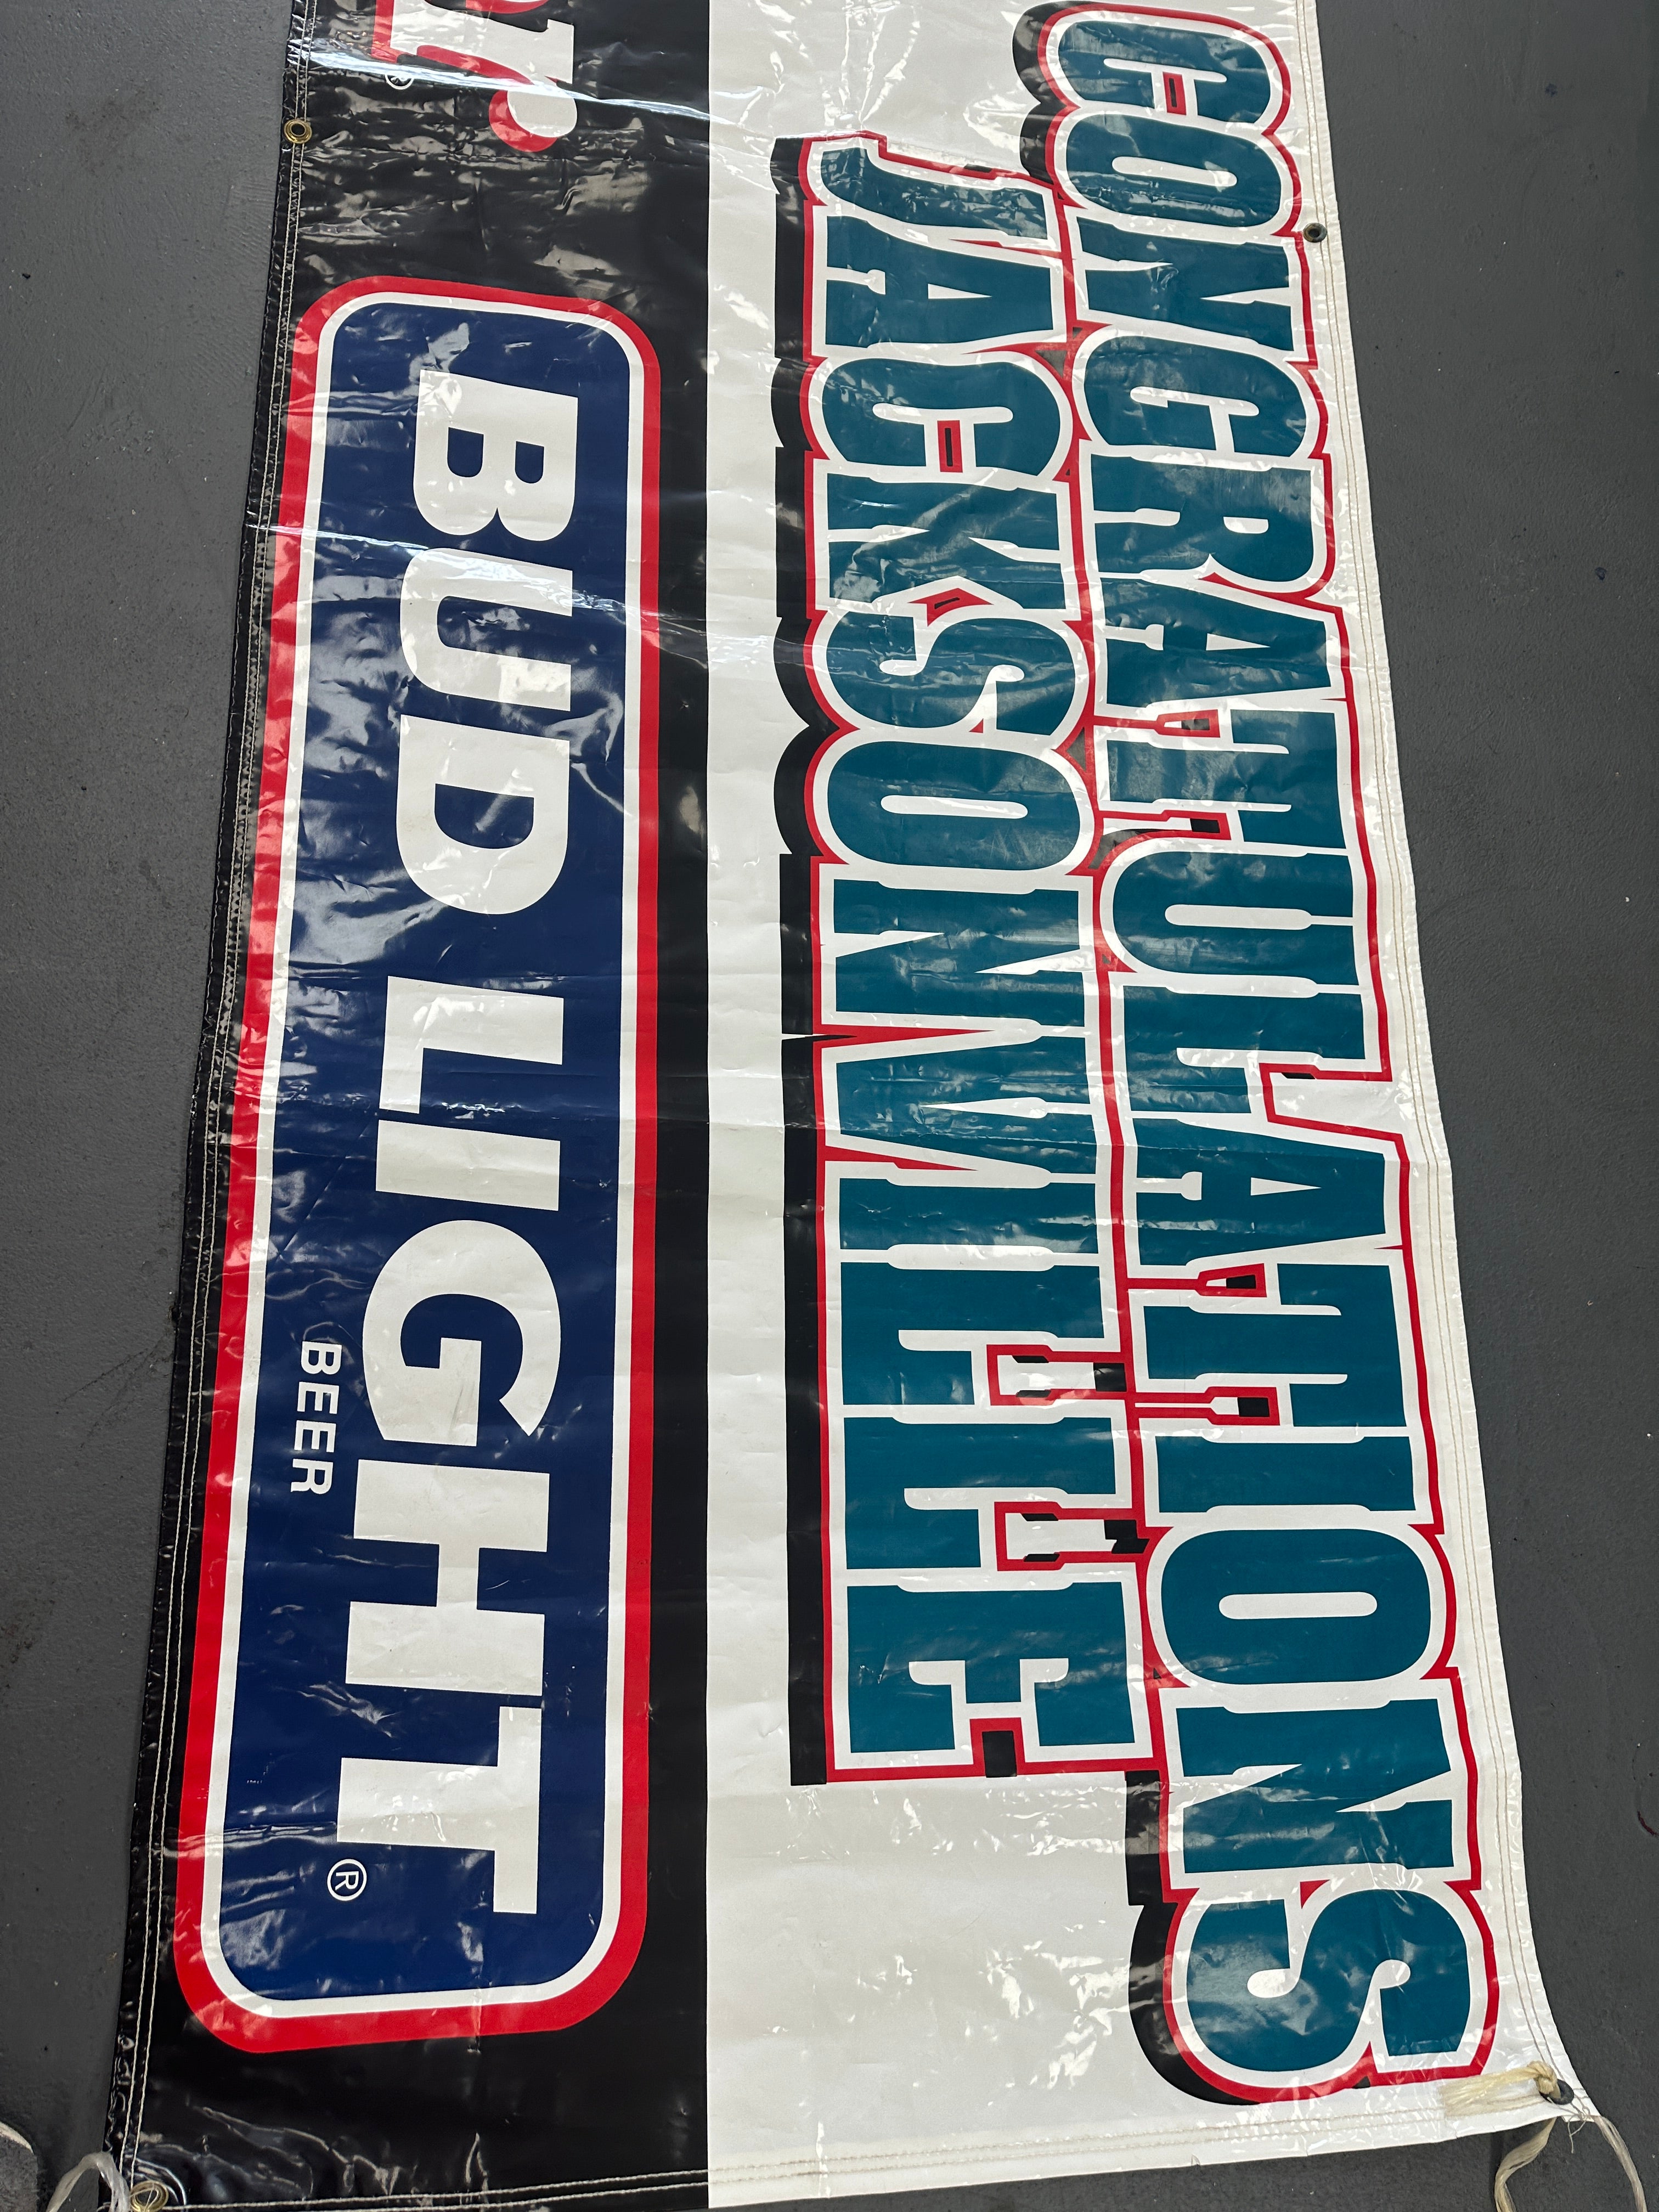 CONGRATULATIONS
JACKSONVILLE
r.®
BUD LIGHT®
BEER